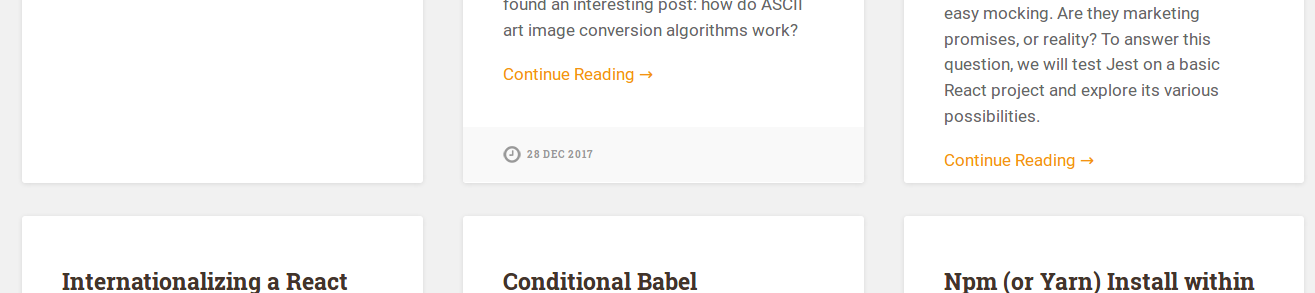 found an interesting post: how do ASCII
art image conversion algorithms work?
Continue Reading →
28 DEC 2017
easy mocking. Are they marketing
promises, or reality? To answer this
question, we will test Jest on a basic
React project and explore its various
possibilities.
Continue Reading →
Internationalizing a React
Conditional Babel
Npm (or Yarn) Install within